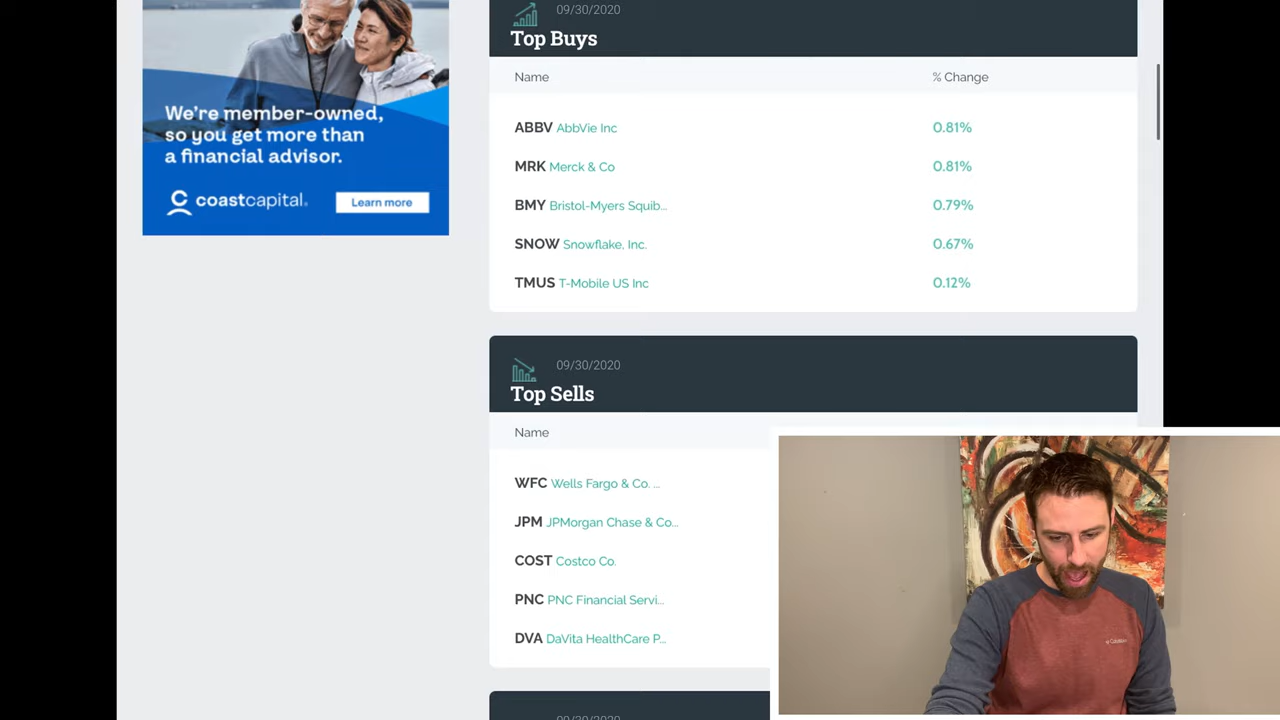 We're member-owned,
so you get more than
a financial advisor.
coastcapital.
Learn more
09/30/2020
Top Buys
Name % Change
ABBV AbbVie Inc 0.81%
MRK Merck & Co 0.81%
BMY Bristol-Myers Squib... 0.79%
SNOW Snowflake, Inc. 0.67%
TMUS T-Mobile US Inc 0.12%
09/30/2020
Top Sells
Name
WFC Wells Fargo & Co. ...
JPM JPMorgan Chase & Co...
COST Costco Co.
PNC PNC Financial Servi...
DVA DaVita HealthCare P...
09/30/2020